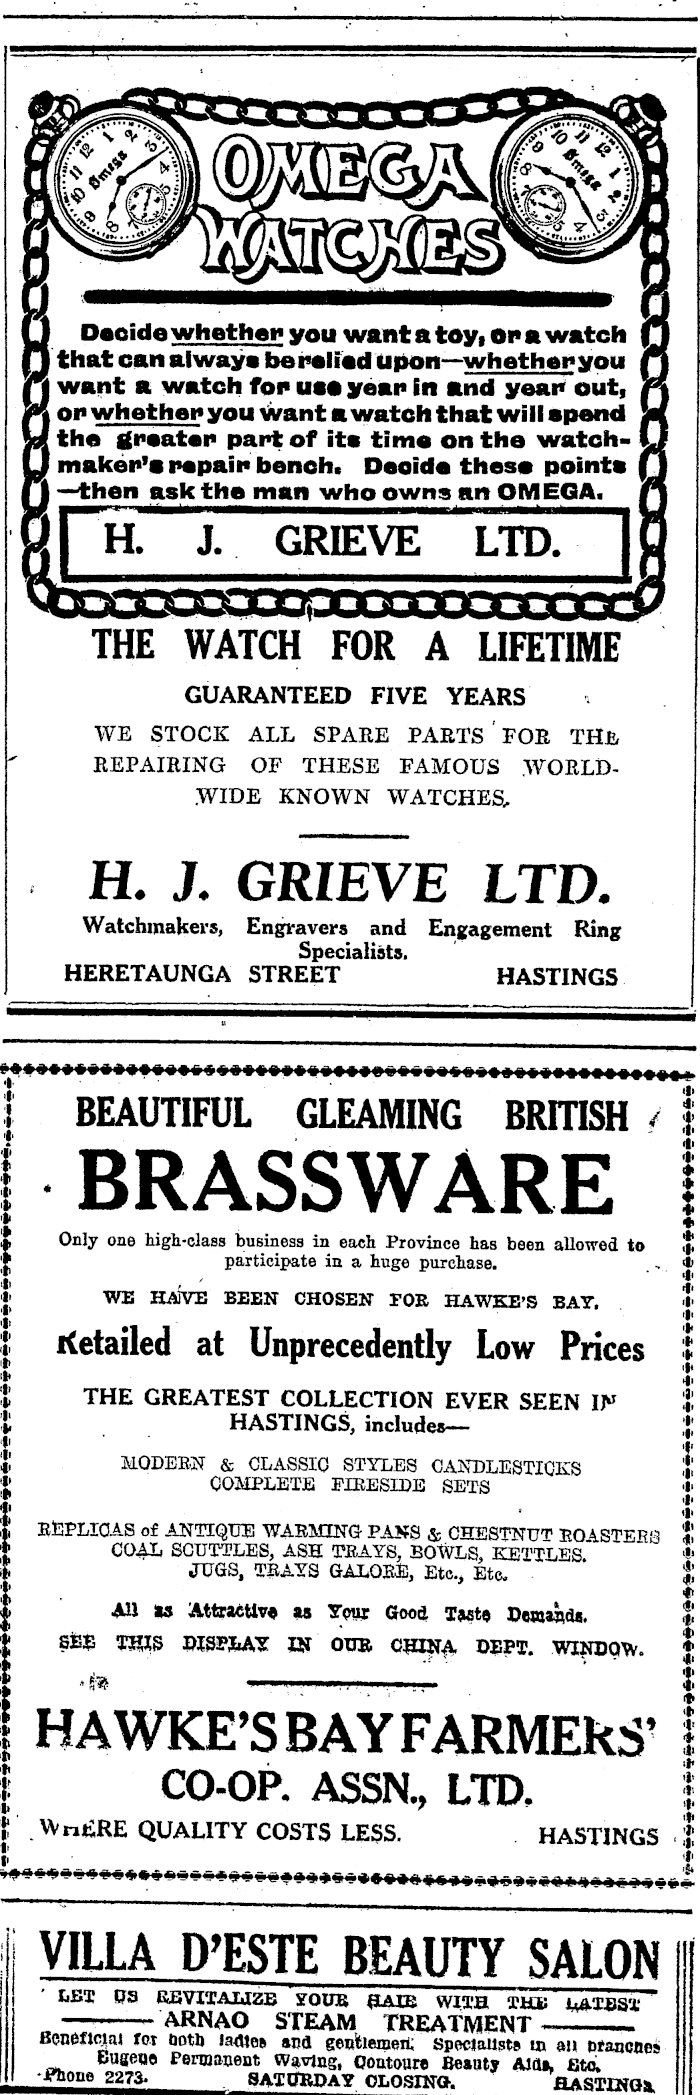 OMEGA
WATCHES
Decide whether you want a toy, or a watch
that can always be relied upon—whether you
want a watch for use year in and year out,
or whether you want a watch that will spend
the greater part of its time on the watch-
maker's repair bench. Decide these points
—then ask the man who owns an OMEGA.
H. J. GRIEVE LTD.
THE WATCH FOR A LIFETIME
GUARANTEED FIVE YEARS
WE STOCK ALL SPARE PARTS FOR THE
REPAIRING OF THESE FAMOUS WORLD-
WIDE KNOWN WATCHES.
H. J. GRIEVE LTD.
Watchmakers, Engravers and Engagement Ring
Specialists.
HERETAUNGA STREET HASTINGS
BEAUTIFUL GLEAMING BRITISH
BRASSWARE
Only one high-class business in each Province has been allowed to
participate in a huge purchase.
WE HAVE BEEN CHOSEN FOR HAWKE'S BAY.
Retailed at Unprecedently Low Prices
THE GREATEST COLLECTION EVER SEEN IN
HASTINGS, includes—
MODERN & CLASSIC STYLES CANDLESTICKS
COMPLETE FIRESIDE SETS
REPLICAS of ANTIQUE WARMING PANS & CHESTNUT ROASTERS
COAL SCUTTLES, ASH TRAYS, BOWLS, KETTLES.
JUGS, TRAYS GALORE, Etc., Etc.
All as Attractive as Your Good Taste Demands.
SEE THIS DISPLAY IN OUR CHINA DEPT. WINDOW.
HAWKE'S BAY FARMERS'
CO-OP. ASSN., LTD.
WHERE QUALITY COSTS LESS. HASTINGS
VILLA D'ESTE BEAUTY SALON
LET US REVITALIZE YOUR HAIR WITH THE LATEST
ARNAO STEAM TREATMENT
Beneficial for both ladies and gentlemen. Specialists in all branches
Eugene Permanent Waving, Contoure Beauty Aids, Etc.
Phone 2273. SATURDAY CLOSING. HASTINGS